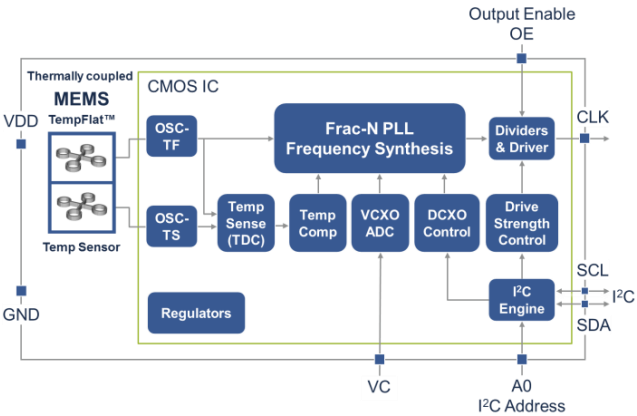 Output Enable
OE
Thermally coupled
MEMS
TempFlat™
VDD
CMOS IC
OSC-
TF
Frac-N PLL
Frequency Synthesis
Dividers
& Driver
CLK
OSC-
TS
Temp
Sense
(TDC)
Temp
Comp
VCXO
ADC
DCXO
Control
Drive
Strength
Control
Temp Sensor
GND
Regulators
I²C
Engine
SCL
I²C
SDA
VC
A0
I²C Address